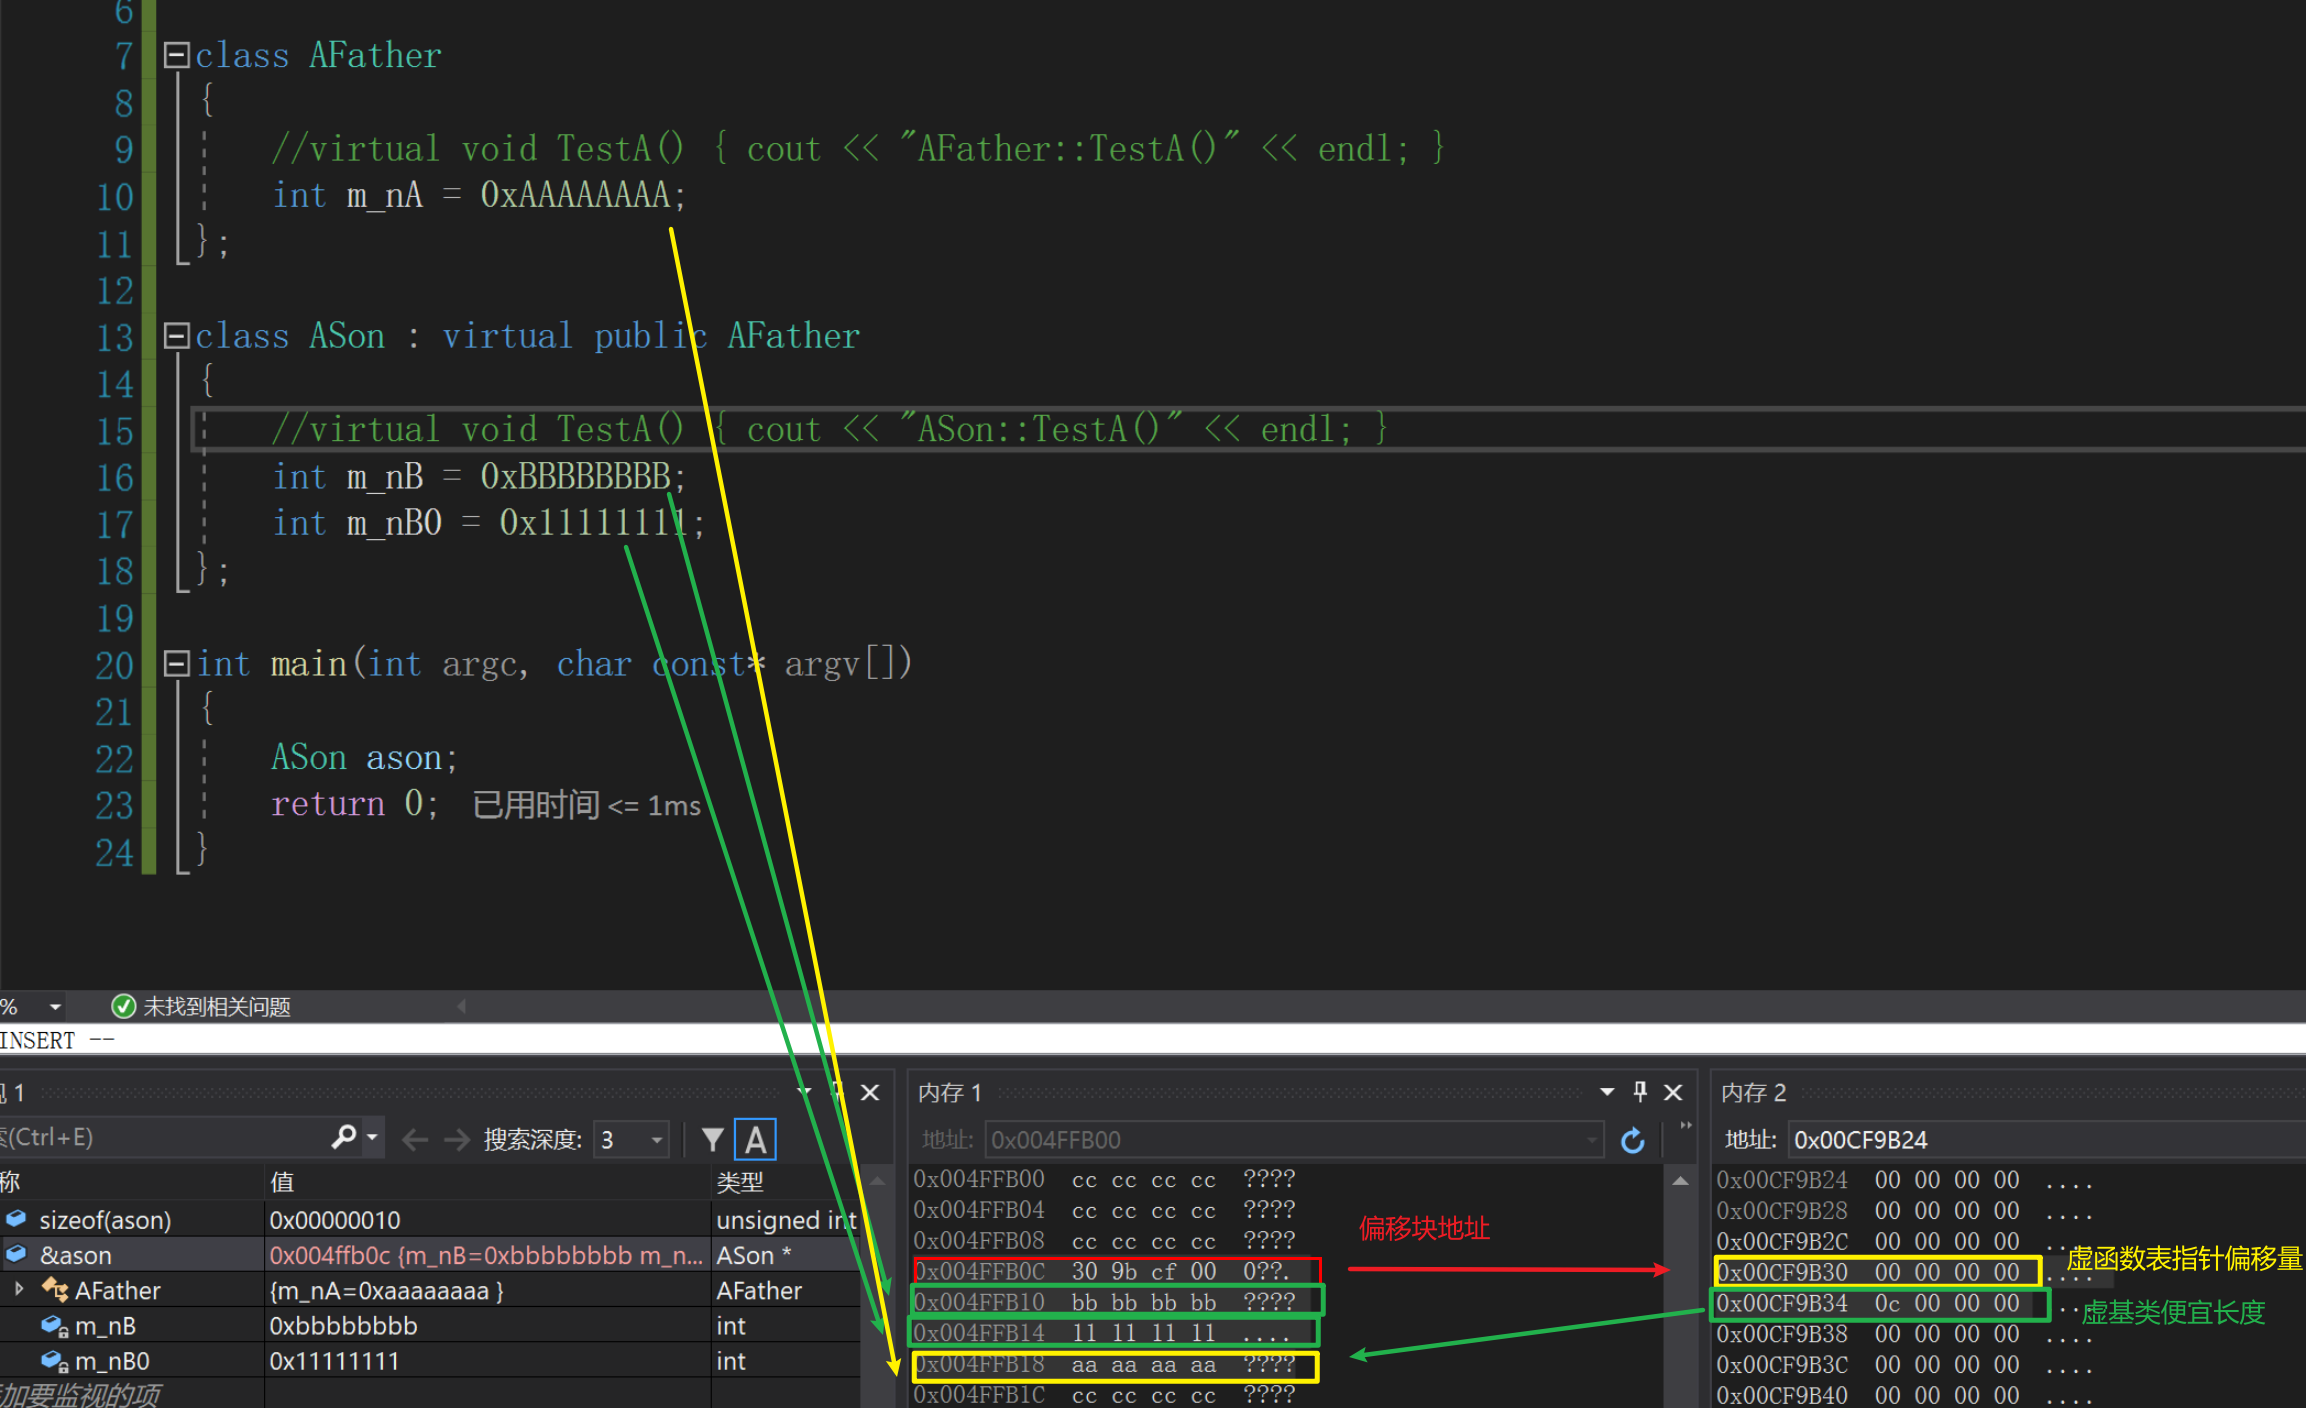 6
7 class AFather
8 {
9 //virtual void TestA() { cout << "AFather::TestA()" << endl; }
10 int m_nA = 0xAAAAAAAA;
11 };
12
13 class ASon : virtual public AFather
14 {
15 //virtual void TestA() { cout << "ASon::TestA()" << endl; }
16 int m_nB = 0xBBBBBBBB;
17 int m_nB0 = 0x11111111;
18 };
19
20 int main(int argc, char const* argv[])
21 {
22 ASon ason;
23 return 0; 已用时间 <= 1ms
24 }
% 未找到相关问题
INSERT --
视 1
索(Ctrl+E) 搜索深度: 3 A
称 值 类型
sizeof(ason) 0x00000010 unsigned int
&ason 0x004ffb0c {m_nB=0xbbbbbbbb m_n... ASon *
AFather {m_nA=0xaaaaaaaa } AFather
m_nB 0xbbbbbbbb int
m_nB0 0x11111111 int
加要监视的项
内存 1
地址: 0x004FFB00
0x004FFB00 cc cc cc cc ????
0x004FFB04 cc cc cc cc ????
0x004FFB08 cc cc cc cc ????
0x004FFB0C 30 9b cf 00 0??.
0x004FFB10 bb bb bb bb ????
0x004FFB14 11 11 11 11 ....
0x004FFB18 aa aa aa aa ????
0x004FFB1C cc cc cc cc ????
偏移块地址
内存 2
地址: 0x00CF9B24
0x00CF9B24 00 00 00 00 ....
0x00CF9B28 00 00 00 00 ....
0x00CF9B2C 00 00 00 00 ....
0x00CF9B30 00 00 00 00 ....
虚函数表指针偏移量
0x00CF9B34 0c 00 00 00 ...
虚基类便宜长度
0x00CF9B38 00 00 00 00 ....
0x00CF9B3C 00 00 00 00 ....
0x00CF9B40 00 00 00 00 ....